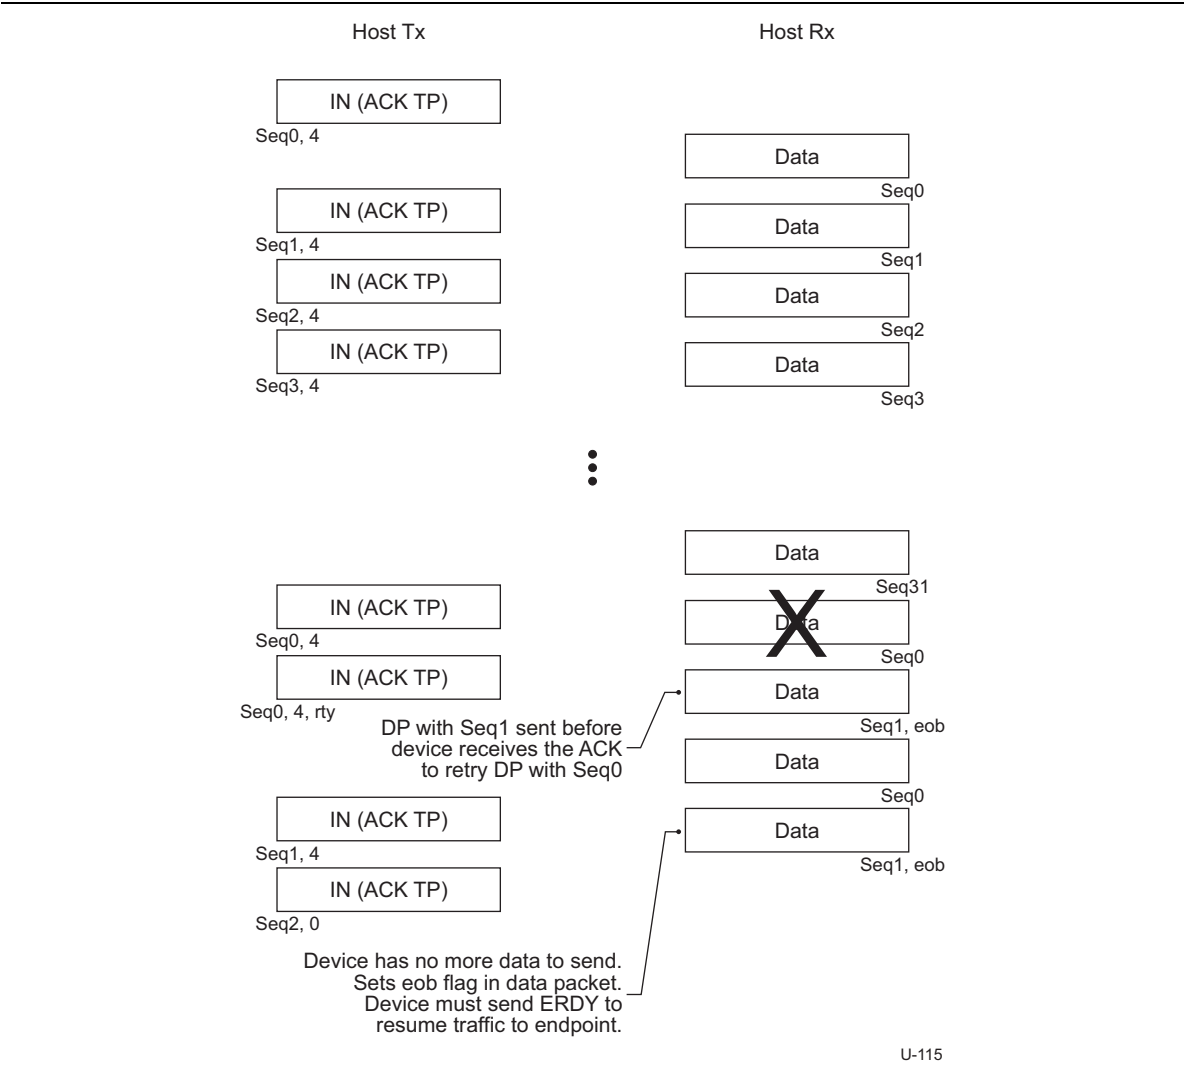 Host Tx
Host Rx
IN (ACK TP)
Seq0, 4
Data
Seq0
IN (ACK TP)
Seq1, 4
Data
Seq1
IN (ACK TP)
Seq2, 4
Data
Seq2
IN (ACK TP)
Seq3, 4
Data
Seq3
Data
Seq31
IN (ACK TP)
Seq0, 4
Data
Seq0
IN (ACK TP)
Seq0, 4, rty
Data
Seq1, eob
DP with Seq1 sent before
device receives the ACK
to retry DP with Seq0
Data
Seq0
IN (ACK TP)
Seq1, 4
Data
Seq1, eob
IN (ACK TP)
Seq2, 0
Device has no more data to send.
Sets eob flag in data packet.
Device must send ERDY to
resume traffic to endpoint.
U-115